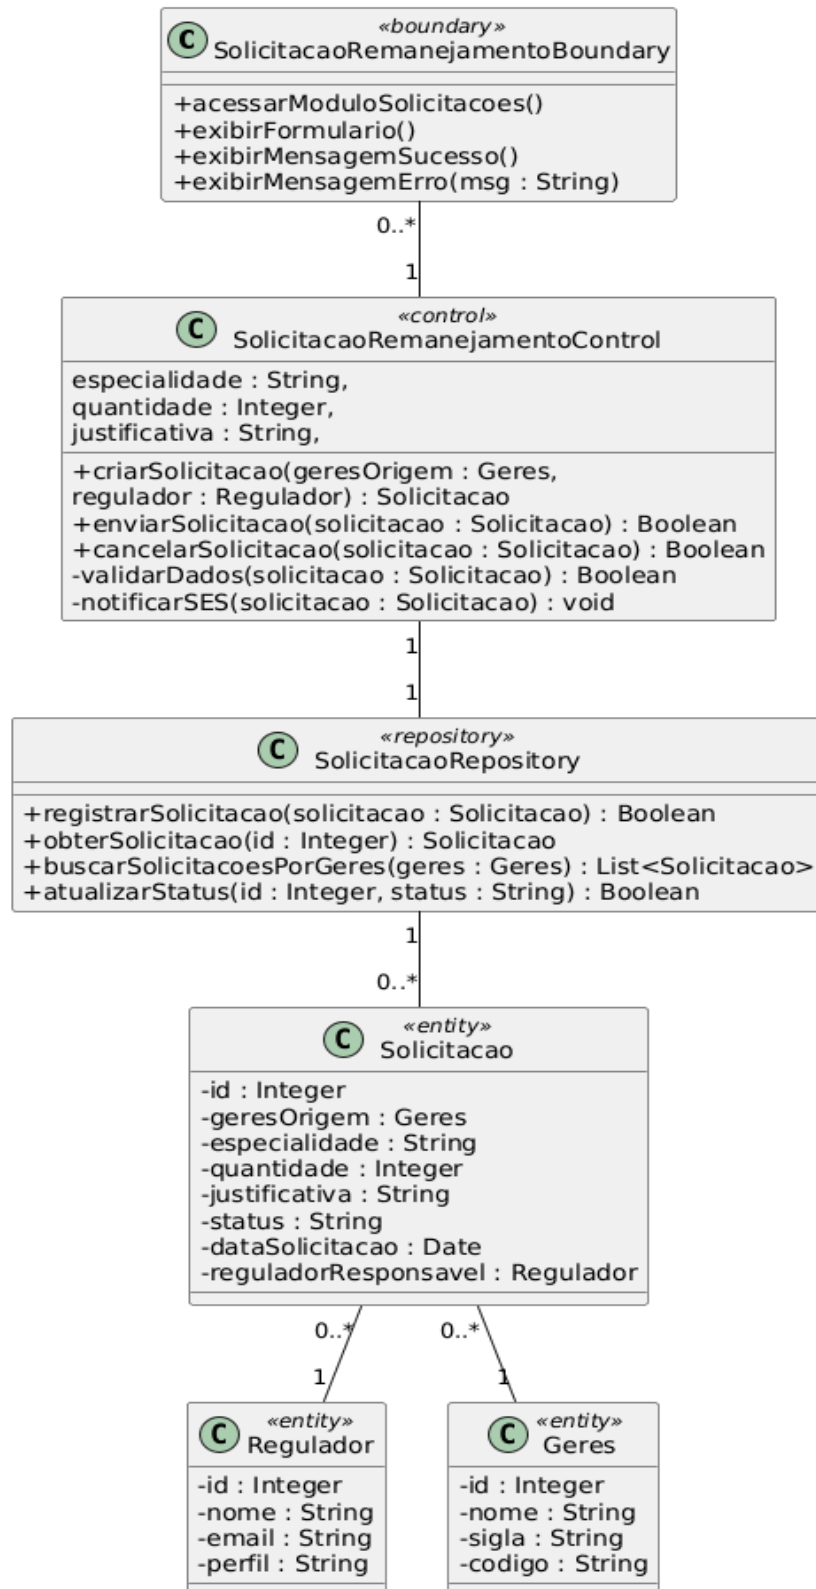 «boundary»
C SolicitacaoRemanejamentoBoundary
+acessarModuloSolicitacoes()
+exibirFormulario()
+exibirMensagemSucesso()
+exibirMensagemErro(msg : String)
0..*
1
«control»
C SolicitacaoRemanejamentoControl
especialidade : String,
quantidade : Integer,
justificativa : String,
+criarSolicitacao(geresOrigem : Geres,
regulador : Regulador) : Solicitacao
+enviarSolicitacao(solicitacao : Solicitacao) : Boolean
+cancelarSolicitacao(solicitacao : Solicitacao) : Boolean
-validarDados(solicitacao : Solicitacao) : Boolean
-notificarSES(solicitacao : Solicitacao) : void
1
1
«repository»
C SolicitacaoRepository
+registrarSolicitacao(solicitacao : Solicitacao) : Boolean
+obterSolicitacao(id : Integer) : Solicitacao
+buscarSolicitacoesPorGeres(geres : Geres) : List<Solicitacao>
+atualizarStatus(id : Integer, status : String) : Boolean
1
0..*
«entity»
C Solicitacao
-id : Integer
-geresOrigem : Geres
-especialidade : String
-quantidade : Integer
-justificativa : String
-status : String
-dataSolicitacao : Date
-reguladorResponsavel : Regulador
0..*
1
0..*
1
«entity»
C Regulador
-id : Integer
-nome : String
-email : String
-perfil : String
«entity»
C Geres
-id : Integer
-nome : String
-sigla : String
-codigo : String